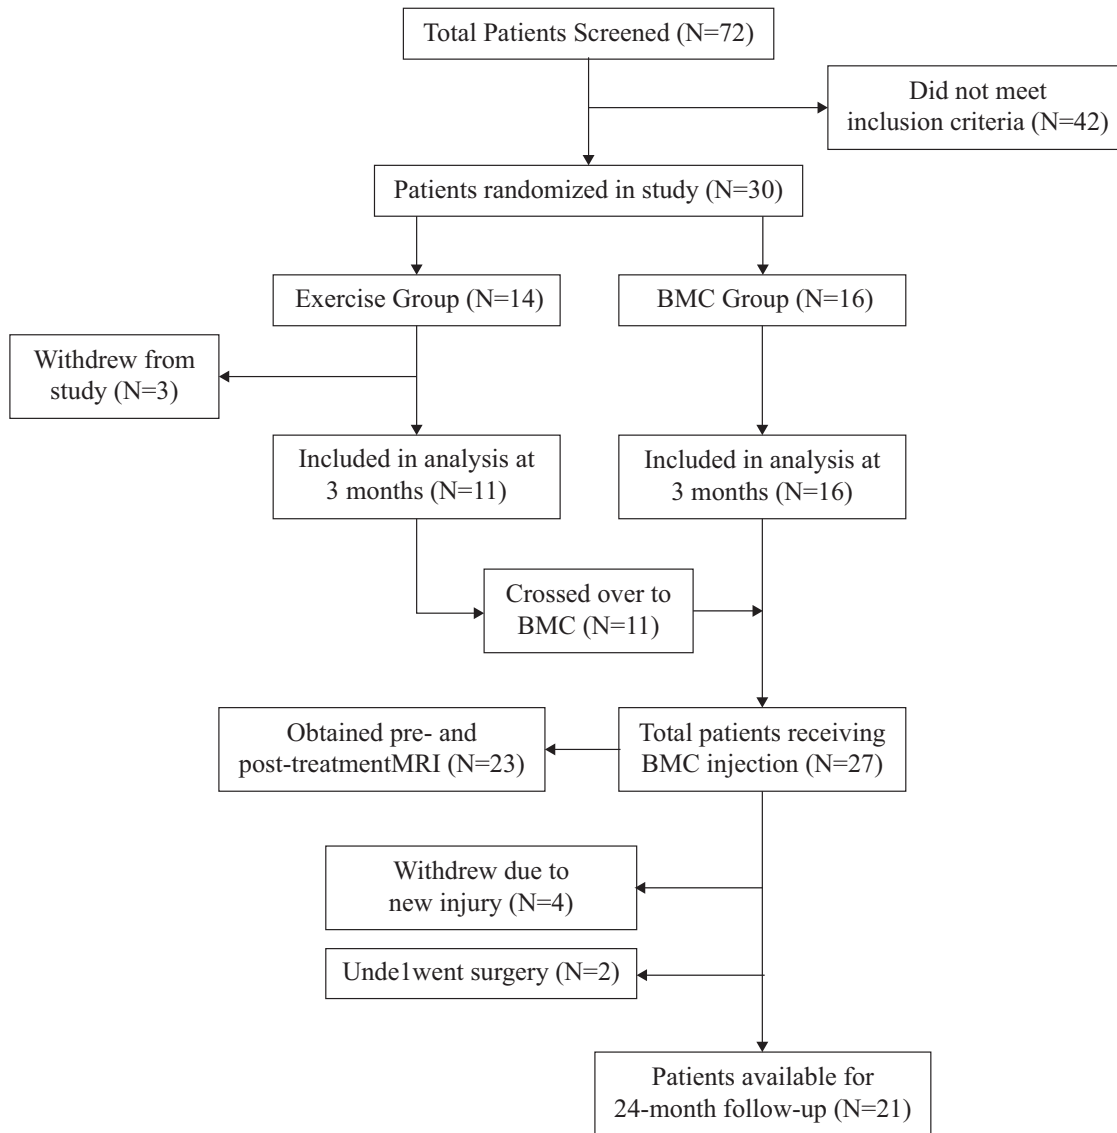 Total Patients Screened (N=72)
Did not meet
inclusion criteria (N=42)
Patients randomized in study (N=30)
Exercise Group (N=14)
BMC Group (N=16)
Withdrew from
study (N=3)
Included in analysis at
3 months (N=11)
Included in analysis at
3 months (N=16)
Crossed over to
BMC (N=11)
Obtained pre- and
post-treatmentMRI (N=23)
Total patients receiving
BMC injection (N=27)
Withdrew due to
new injury (N=4)
Unde1went surgery (N=2)
Patients available for
24-month follow-up (N=21)